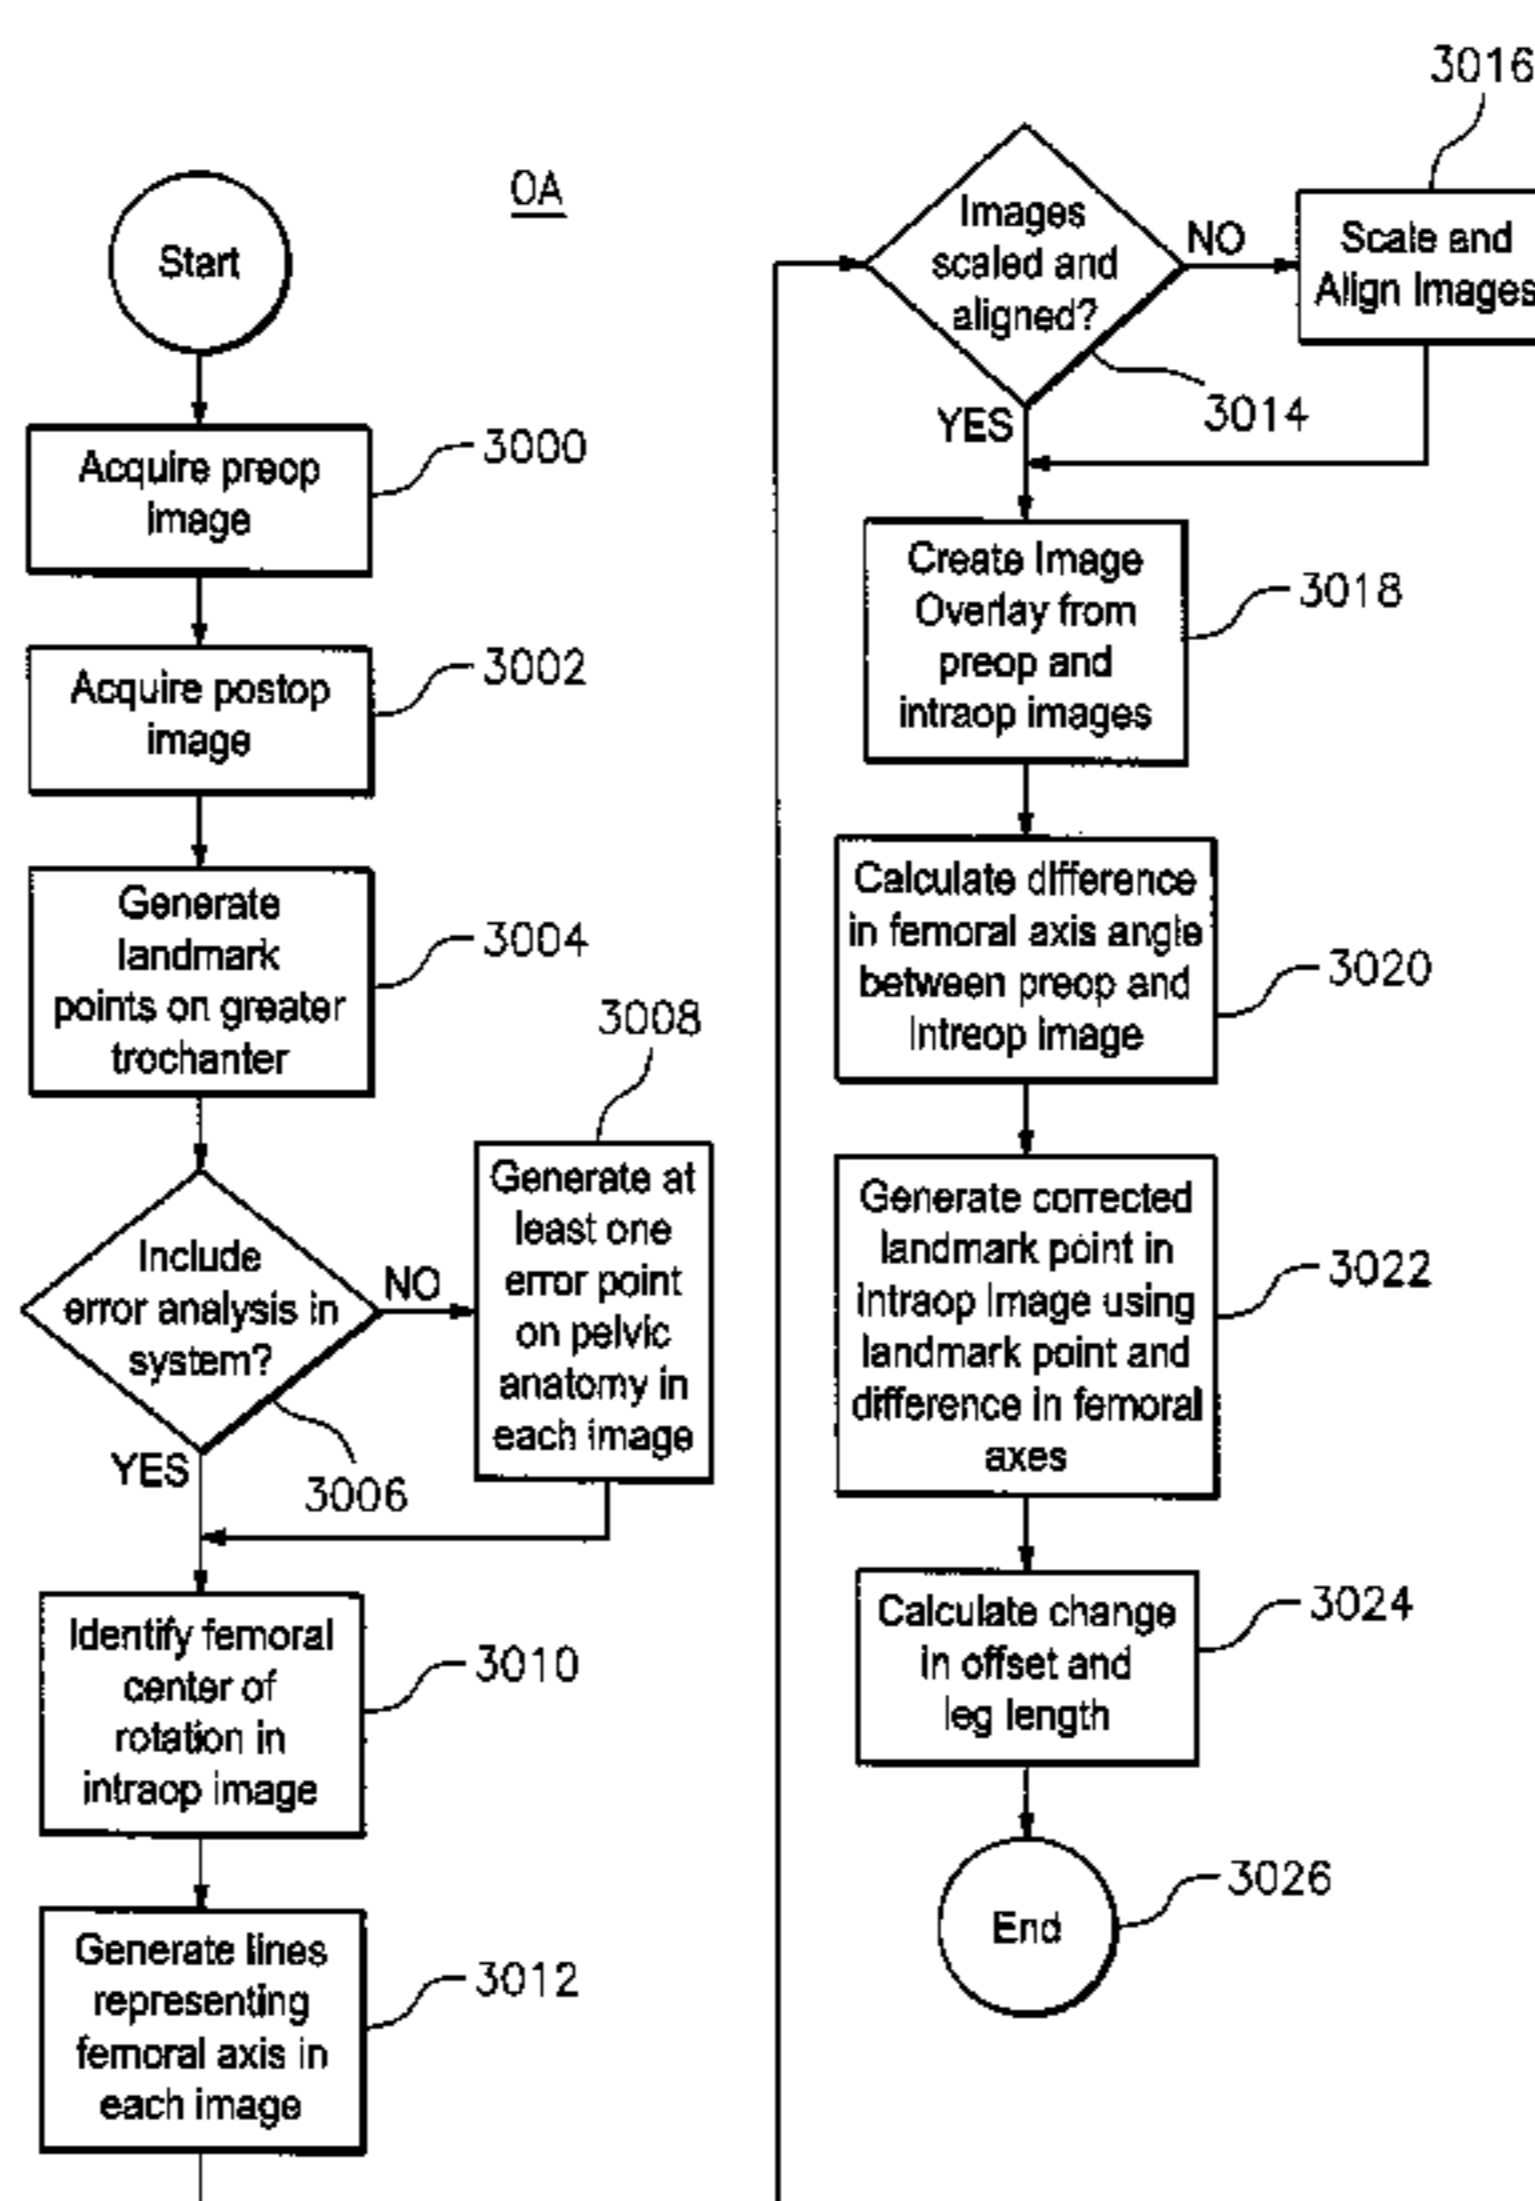 OA
Start
Acquire preop
image
3000
Acquire postop
image
3002
Generate
landmark
points on greater
trochanter
3004
Include
error analysis in
system?
NO
YES
3006
3008
Generate at
least one
error point
on pelvic
anatomy in
each image
Identify femoral
center of
rotation in
intraop image
3010
Generate lines
representing
femoral axis in
each image
3012
Images
scaled and
aligned?
NO
YES
3014
3016
Scale and
Align Images
Create Image
Overlay from
preop and
intraop images
3018
Calculate difference
in femoral axis angle
between preop and
Intreop Image
3020
Generate corrected
landmark point in
intraop Image using
landmark point and
difference in femoral
axes
3022
Calculate change
in offset and
leg length
3024
End
3026